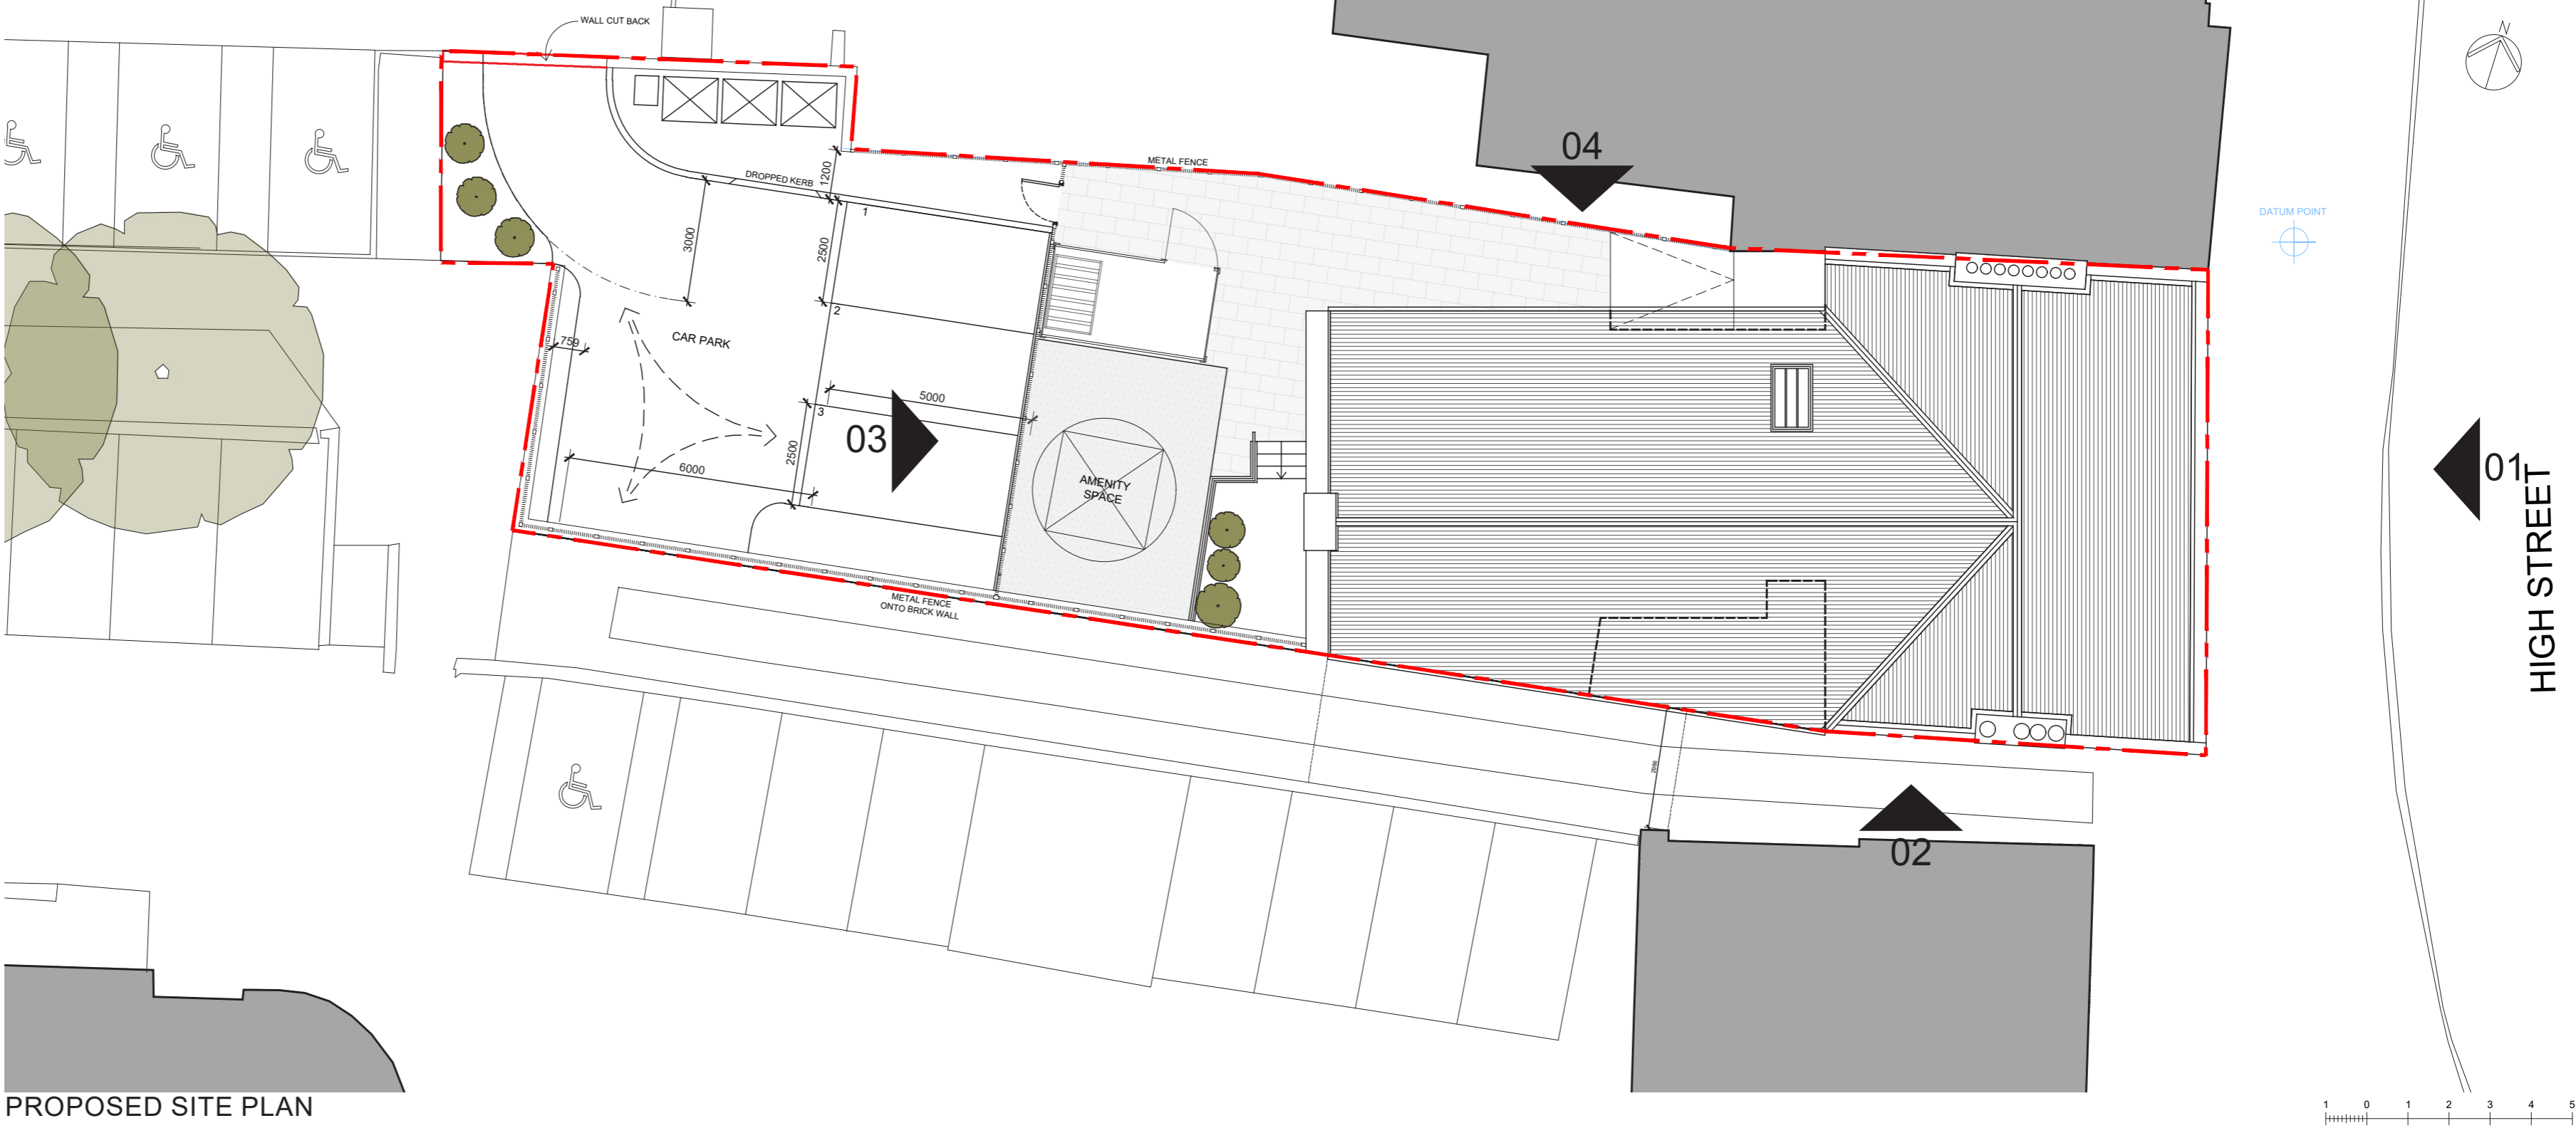 WALL CUT BACK
N
04
METAL FENCE
DROPPED KERB
1200
1
DATUM POINT
3000
2500
2
CAR PARK
759
5000
3
03
2500
6000
AMENITY
SPACE
01
HIGH STREET
METAL FENCE
ONTO BRICK WALL
02
PROPOSED SITE PLAN
1 0 1 2 3 4 5